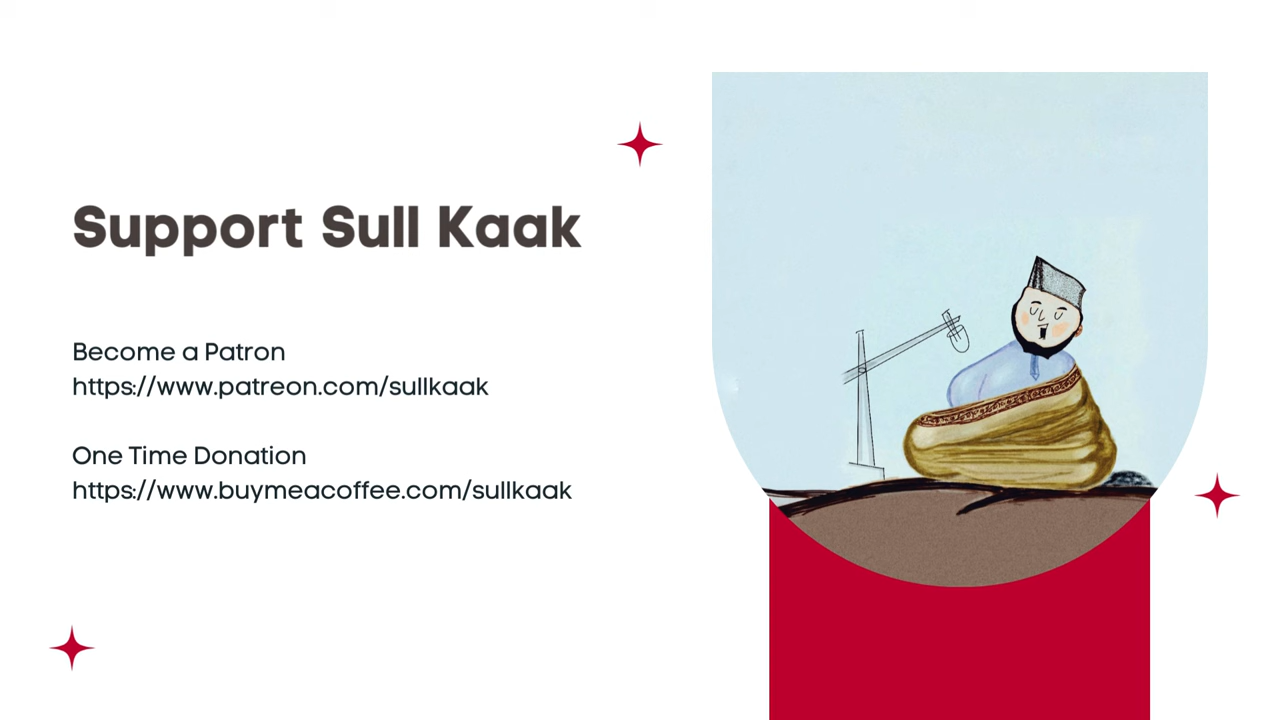 Support Sull Kaak
Become a Patron
https://www.patreon.com/sullkaak
One Time Donation
https://www.buymeacoffee.com/sullkaak